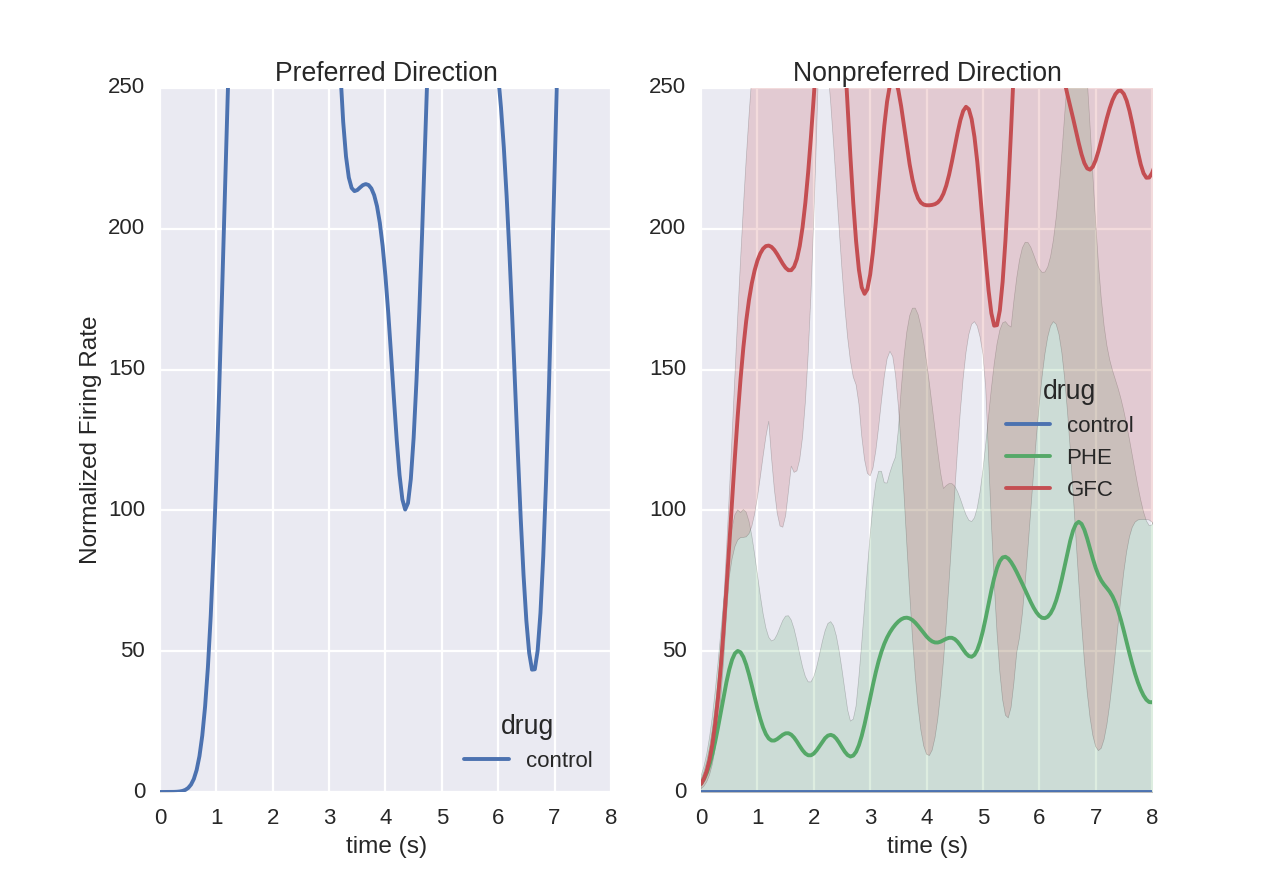 Preferred Direction
Normalized Firing Rate
250
200
150
100
50
0
0 1 2 3 4 5 6 7 8
time (s)
drug
control
Nonpreferred Direction
250
200
150
100
50
0
0 1 2 3 4 5 6 7 8
time (s)
drug
control
PHE
GFC